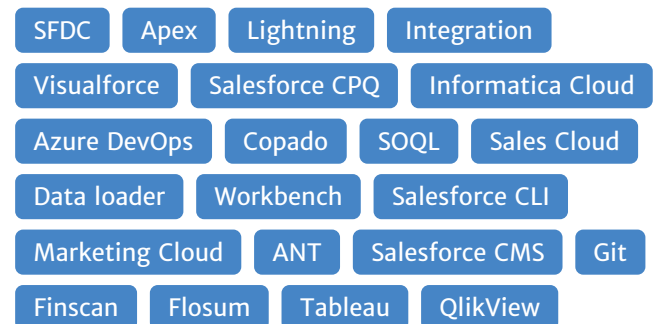 SFDC Apex Lightning Integration
Visualforce Salesforce CPQ Informatica Cloud
Azure DevOps Copado SOQL Sales Cloud
Data loader Workbench Salesforce CLI
Marketing Cloud ANT Salesforce CMS Git
Finscan Flosum Tableau QlikView